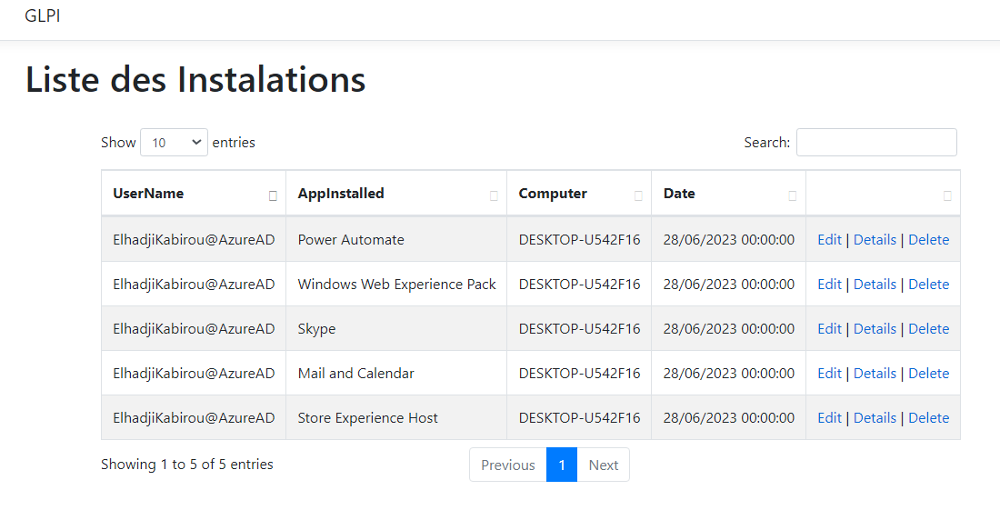 GLPI
Liste des Instalations
Show 10 entries Search:
UserName AppInstalled Computer Date
ElhadjiKabirou@AzureAD Power Automate DESKTOP-U542F16 28/06/2023 00:00:00 Edit | Details | Delete
ElhadjiKabirou@AzureAD Windows Web Experience Pack DESKTOP-U542F16 28/06/2023 00:00:00 Edit | Details | Delete
ElhadjiKabirou@AzureAD Skype DESKTOP-U542F16 28/06/2023 00:00:00 Edit | Details | Delete
ElhadjiKabirou@AzureAD Mail and Calendar DESKTOP-U542F16 28/06/2023 00:00:00 Edit | Details | Delete
ElhadjiKabirou@AzureAD Store Experience Host DESKTOP-U542F16 28/06/2023 00:00:00 Edit | Details | Delete
Showing 1 to 5 of 5 entries Previous 1 Next